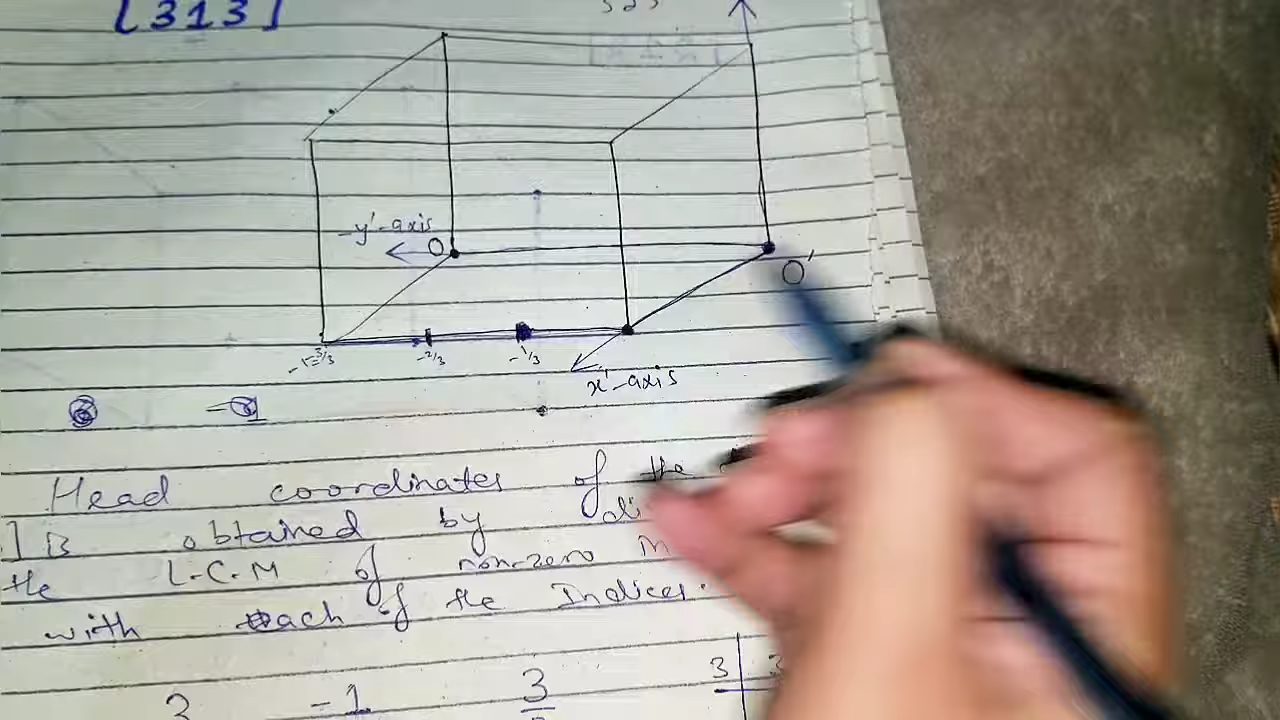 [313]
-y'-axis
O
O'
-1=-3/3
-2/3
-1/3
x'-axis
Head coordinates of the
] is obtained by
the L.C.M of non-zero
with each of the Indices.
3 -1 3
3